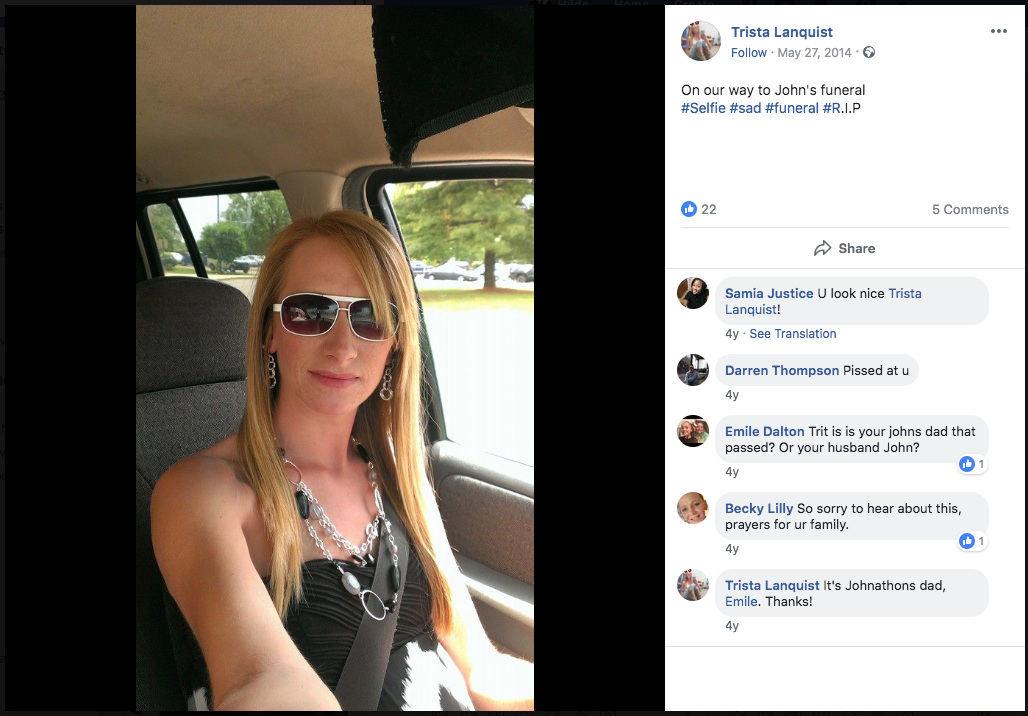 Trista Lanquist
Follow · May 27, 2014 ·
On our way to John's funeral
#Selfie #sad #funeral #R.I.P
22
5 Comments
Share
Samia Justice U look nice Trista
Lanquist!
4y · See Translation
Darren Thompson Pissed at u
4y
Emile Dalton Trit is is your johns dad that
passed? Or your husband John?
1
4y
Becky Lilly So sorry to hear about this,
prayers for ur family.
1
4y
Trista Lanquist It's Johnathons dad,
Emile. Thanks!
4y